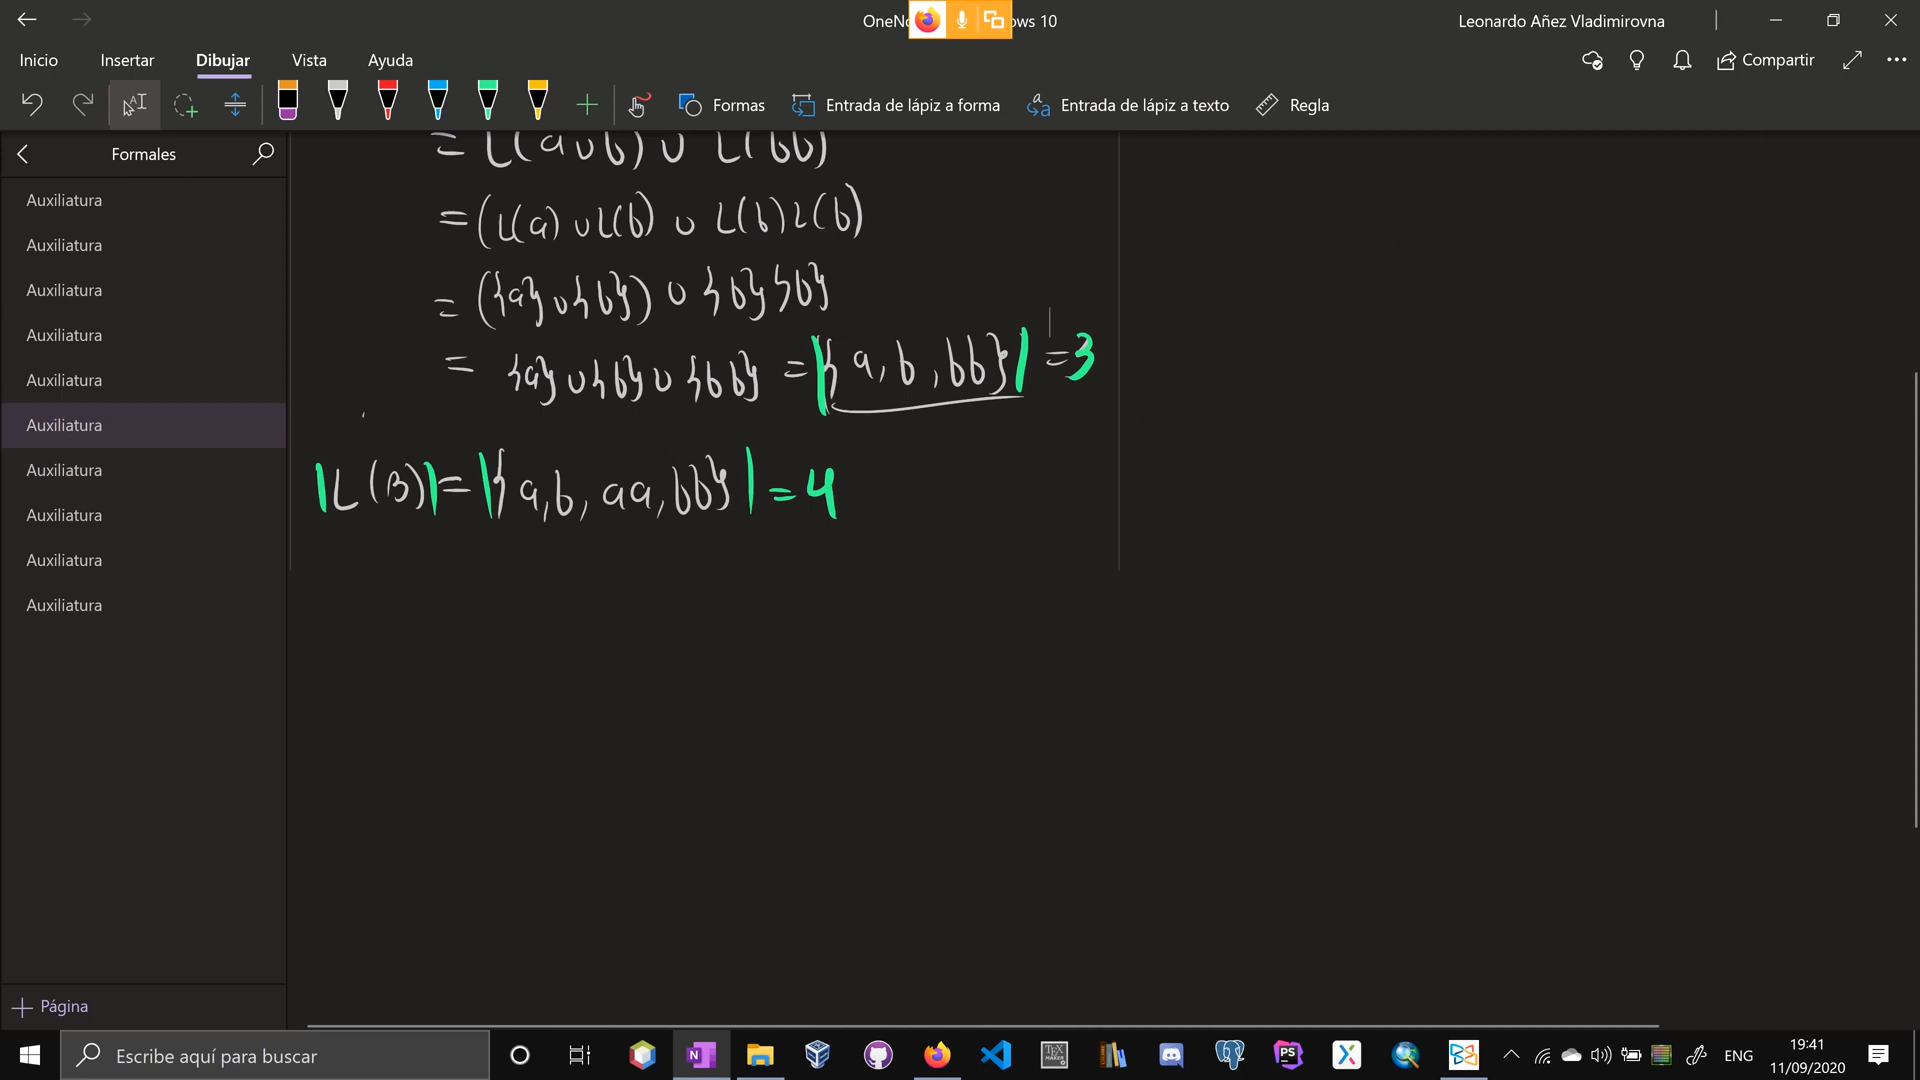 OneNo
ows 10
Leonardo Añez Vladimirovna
Inicio
Insertar
Dibujar
Vista
Ayuda
Compartir
Formas
Entrada de lápiz a forma
Entrada de lápiz a texto
Regla
Formales
Auxiliatura
Auxiliatura
Auxiliatura
Auxiliatura
Auxiliatura
Auxiliatura
Auxiliatura
Auxiliatura
Auxiliatura
Auxiliatura
= L(a∪b) ∪ L(bb)
= (L(a) ∪ L(b) ∪ L(b)L(b)
= ({a} ∪ {b}) ∪ {b}{b}
= {a} ∪ {b} ∪ {bb} = |{a, b, bb}| = 3
|L(B)| = |{a, b, aa, bb}| = 4
Página
Escribe aquí para buscar
ENG
19:41
11/09/2020